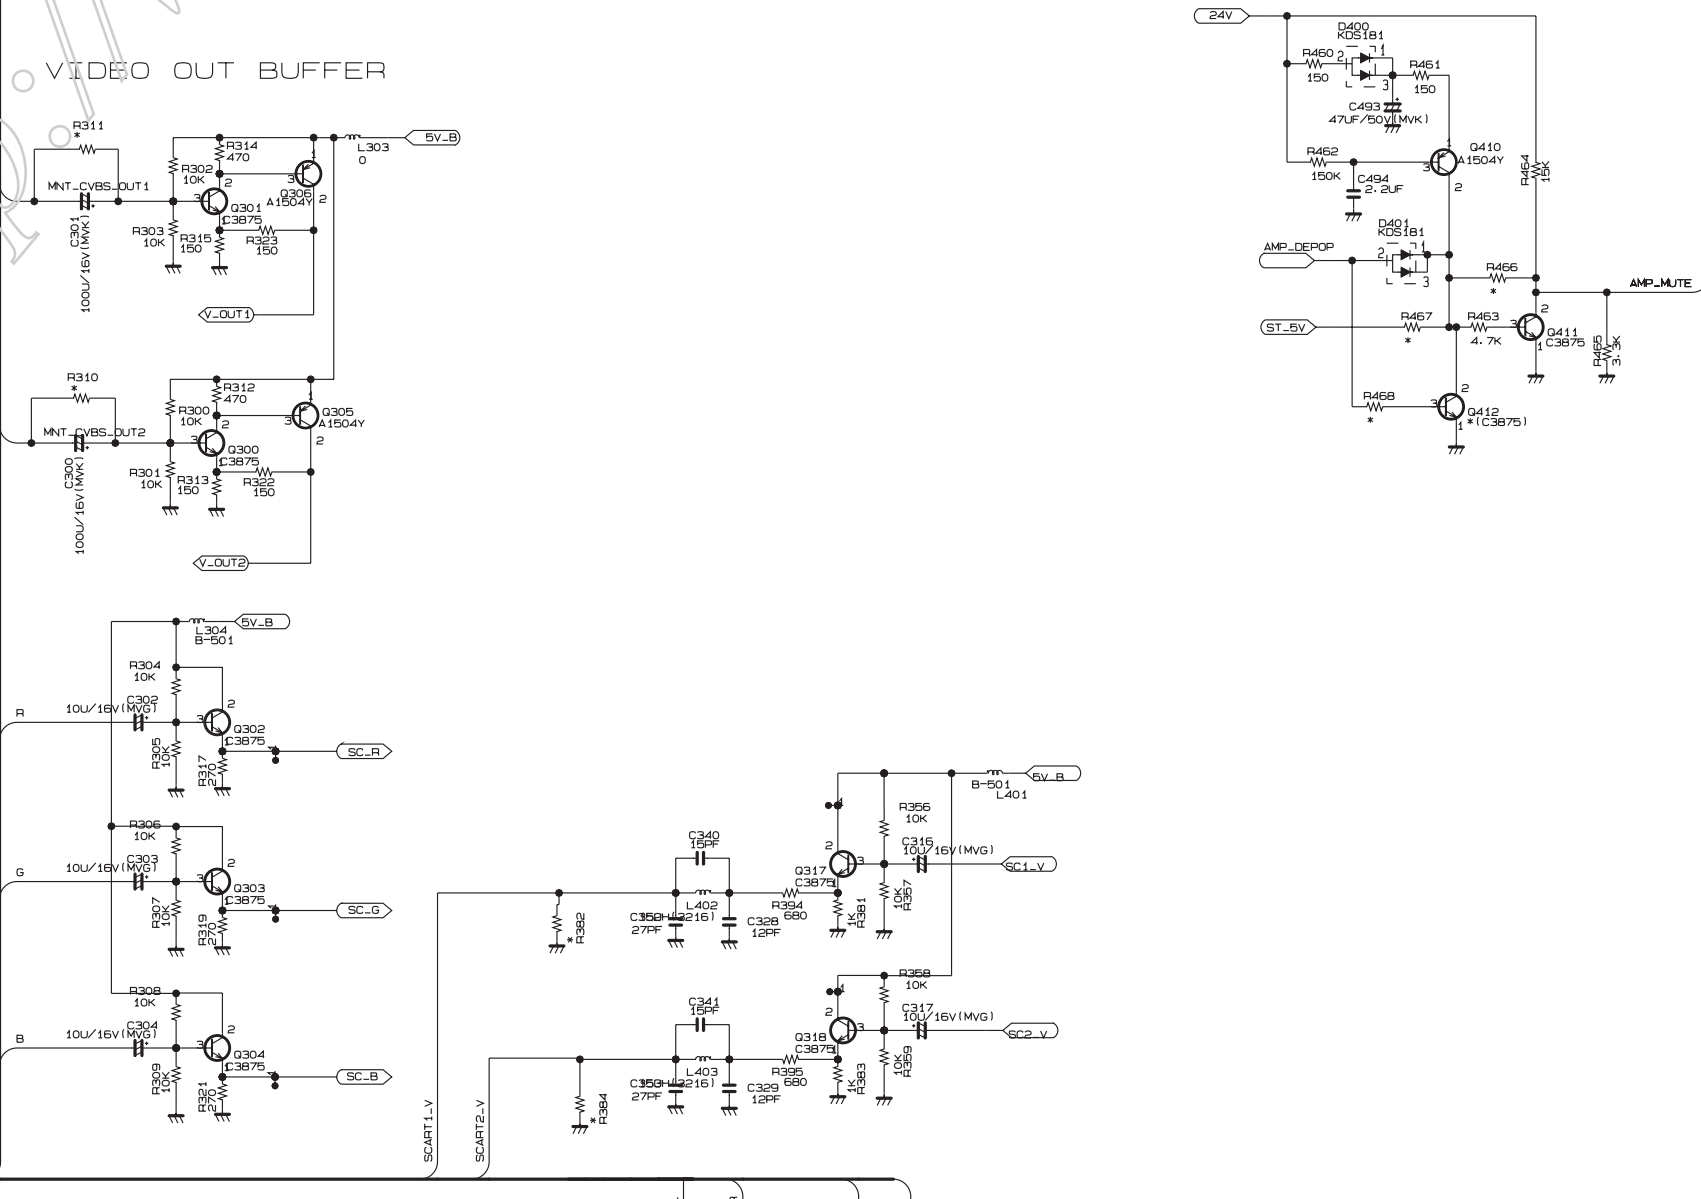 VIDEO OUT BUFFER
R311
*
MNT_CVBS_OUT1
C301
100U/16V(MVK)
R302
10K
R303
10K
R314
470
R315
150
Q301
C3875
R323
150
Q306
A1504Y
L303
0
5V_B
V_OUT1
R310
*
MNT_CVBS_OUT2
C300
100U/16V(MVK)
R300
10K
R301
10K
R312
470
R313
150
Q300
C3875
R322
150
Q305
A1504Y
V_OUT2
5V_B
L304
B-501
R304
10K
C302
10U/16V(MVG)
R
R305
10K
Q302
C3875
R317
270
SC_R
R306
10K
C303
10U/16V(MVG)
G
R307
10K
Q303
C3875
R319
270
SC_G
R308
10K
C304
10U/16V(MVG)
B
R309
10K
Q304
C3875
R321
270
SC_B
SCART1_V
SCART2_V
R382
*
C340
15PF
L402
27PF
C328
12PF
R394
680
Q317
C3875
1K
R381
R356
10K
10K
R357
C316
10U/16V(MVG)
SC1_V
5V_B
B-501
L401
R384
*
C341
15PF
L403
27PF
C329
12PF
R395
680
Q318
C3875
1K
R383
R358
10K
10K
R359
C317
10U/16V(MVG)
SC2_V
24V
R460
150
D400
KDS181
R461
150
C493
47UF/50V(MVK)
R462
150K
C494
2.2UF
Q410
A1504Y
R464
15K
AMP_DEPOP
D401
KDS181
R466
*
AMP_MUTE
ST_5V
R467
*
R463
4.7K
Q411
C3875
R465
3.3K
R468
*
Q412
*(C3875)